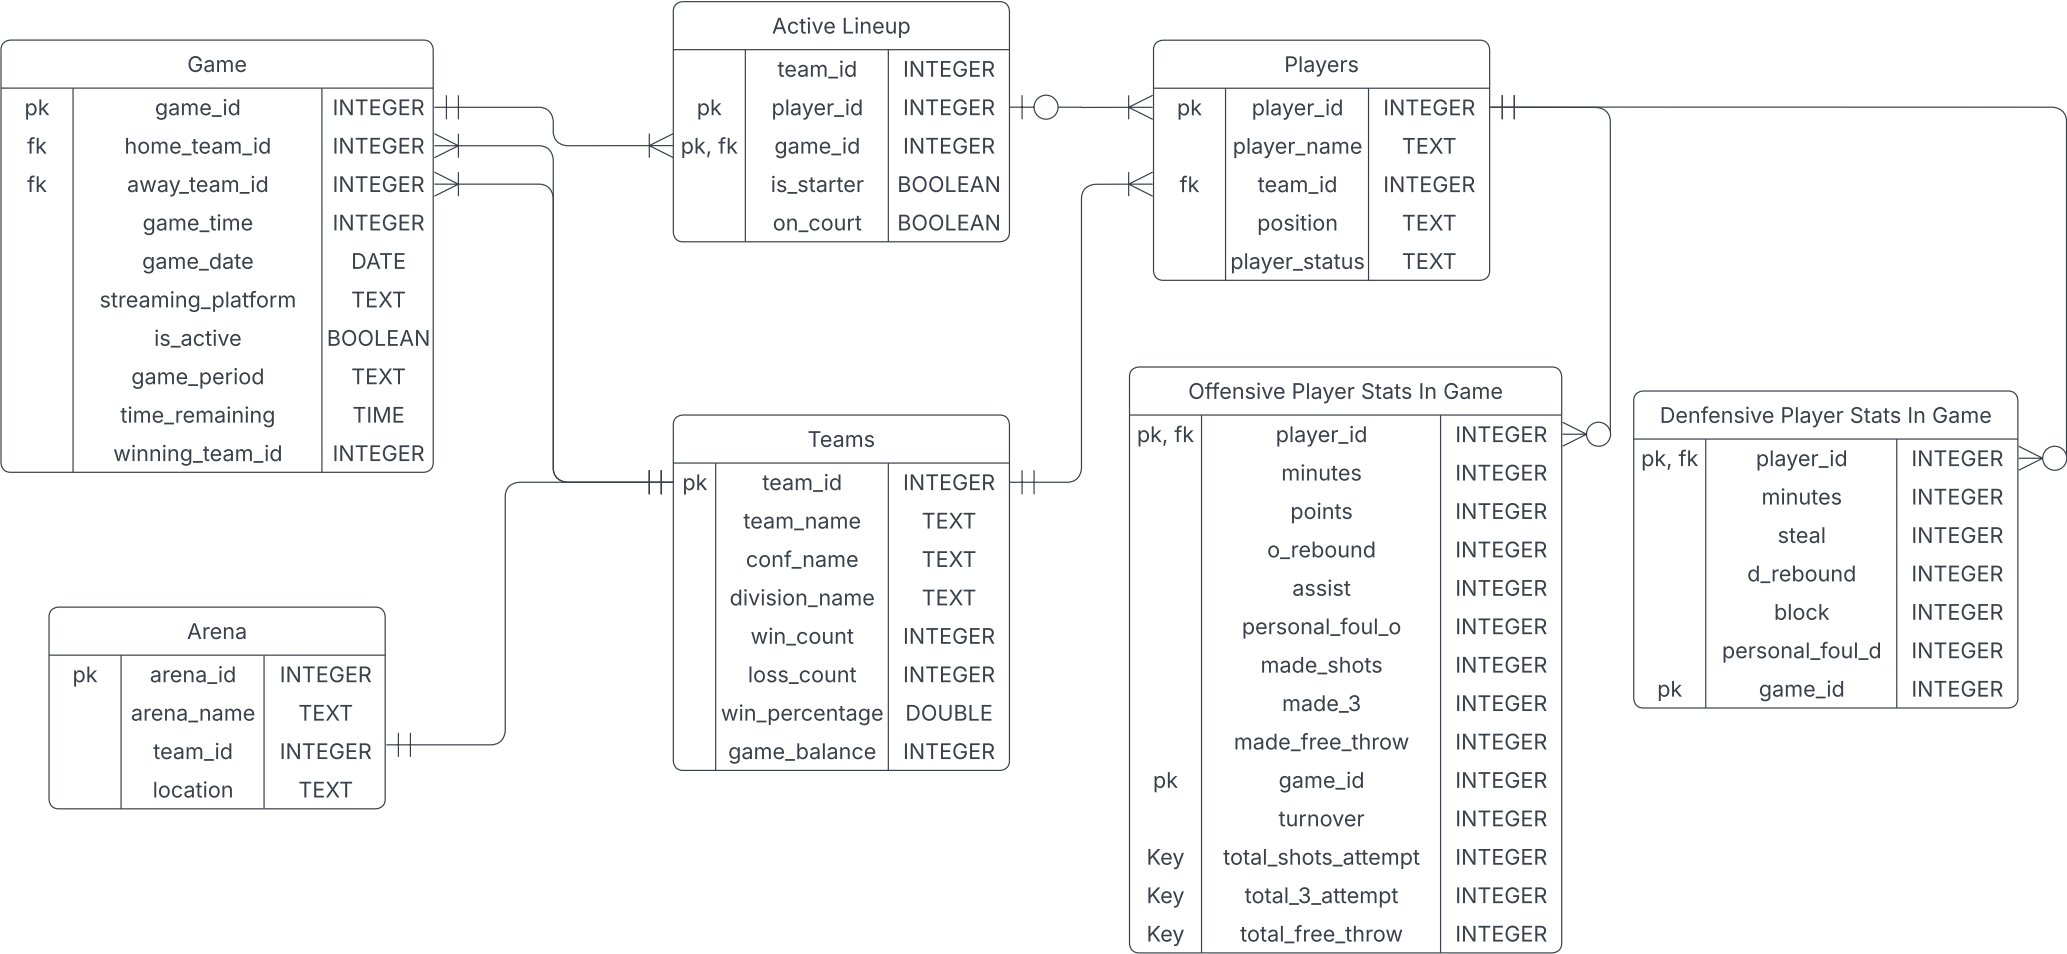 Game
pk game_id INTEGER
fk home_team_id INTEGER
fk away_team_id INTEGER
game_time INTEGER
game_date DATE
streaming_platform TEXT
is_active BOOLEAN
game_period TEXT
time_remaining TIME
winning_team_id INTEGER
Active Lineup
team_id INTEGER
pk player_id INTEGER
pk, fk game_id INTEGER
is_starter BOOLEAN
on_court BOOLEAN
Players
pk player_id INTEGER
player_name TEXT
fk team_id INTEGER
position TEXT
player_status TEXT
Arena
pk arena_id INTEGER
arena_name TEXT
team_id INTEGER
location TEXT
Teams
pk team_id INTEGER
team_name TEXT
conf_name TEXT
division_name TEXT
win_count INTEGER
loss_count INTEGER
win_percentage DOUBLE
game_balance INTEGER
Offensive Player Stats In Game
pk, fk player_id INTEGER
minutes INTEGER
points INTEGER
o_rebound INTEGER
assist INTEGER
personal_foul_o INTEGER
made_shots INTEGER
made_3 INTEGER
made_free_throw INTEGER
pk game_id INTEGER
turnover INTEGER
Key total_shots_attempt INTEGER
Key total_3_attempt INTEGER
Key total_free_throw INTEGER
Denfensive Player Stats In Game
pk, fk player_id INTEGER
minutes INTEGER
steal INTEGER
d_rebound INTEGER
block INTEGER
personal_foul_d INTEGER
pk game_id INTEGER